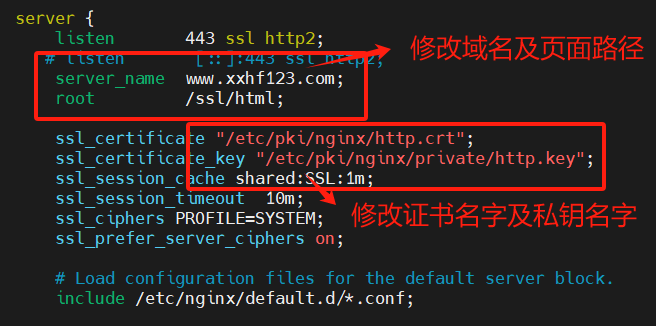 server {
listen 443 ssl http2;
# listen [::]:443 ssl http2;
修改域名及页面路径
server_name www.xxhf123.com;
root /ssl/html;
ssl_certificate "/etc/pki/nginx/http.crt";
ssl_certificate_key "/etc/pki/nginx/private/http.key";
ssl_session_cache shared:SSL:1m;
ssl_session_timeout 10m;
修改证书名字及私钥名字
ssl_ciphers PROFILE=SYSTEM;
ssl_prefer_server_ciphers on;
# Load configuration files for the default server block.
include /etc/nginx/default.d/*.conf;